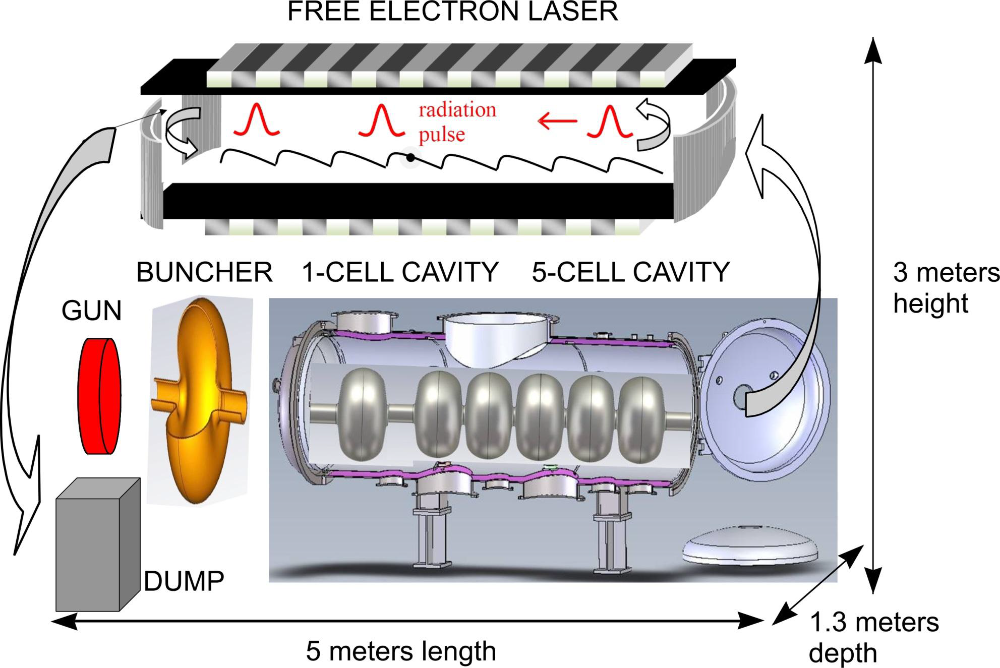 FREE ELECTRON LASER
radiation
pulse
BUNCHER
1-CELL CAVITY
5-CELL CAVITY
GUN
3 meters
height
DUMP
1.3 meters
depth
5 meters length